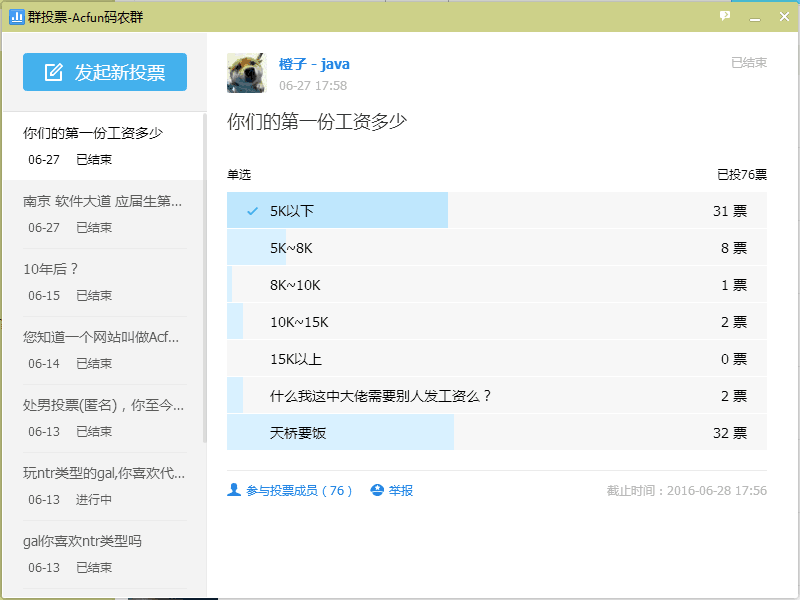 群投票-Acfun码农群
发起新投票
你们的第一份工资多少
06-27 已结束
南京 软件大道 应届生第...
06-27 已结束
10年后？
06-15 已结束
您知道一个网站叫做Acf...
06-14 已结束
处男投票(匿名)，你至今...
06-13 已结束
玩ntr类型的gal,你喜欢代...
06-13 进行中
gal你喜欢ntr类型吗
06-13 已结束
橙子 - java
已结束
06-27 17:58
你们的第一份工资多少
单选 已投76票
5K以下 31 票
5K~8K 8 票
8K~10K 1 票
10K~15K 2 票
15K以上 0 票
什么我这中大佬需要别人发工资么？ 2 票
天桥要饭 32 票
参与投票成员 ( 76 ) 举报 截止时间：2016-06-28 17:56